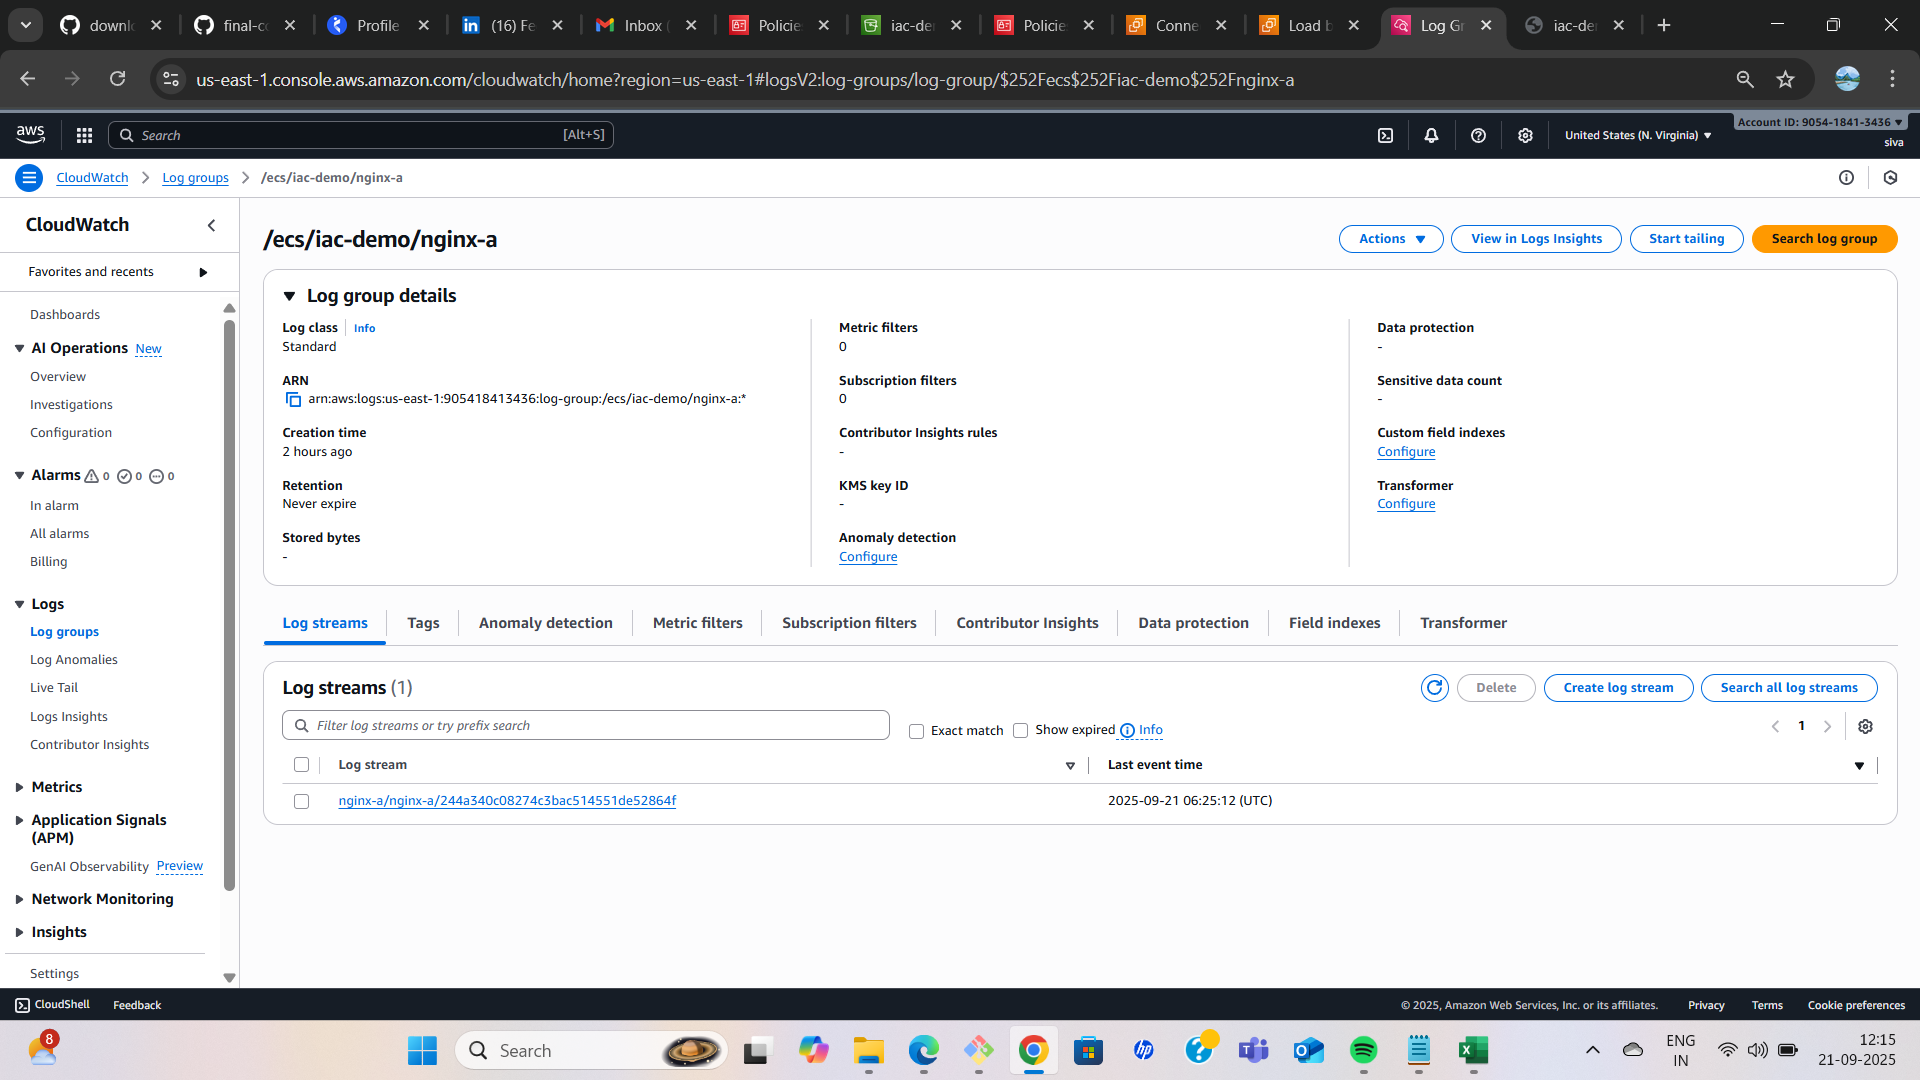 downl
final-c
Profile
(16) Fe
Inbox (
Policie
iac-de
Policie
Conne
Load b
Log Gr
iac-de
us-east-1.console.aws.amazon.com/cloudwatch/home?region=us-east-1#logsV2:log-groups/log-group/$252Fecs$252Fiac-demo$252Fnginx-a
aws
Search [Alt+S]
United States (N. Virginia)
Account ID: 9054-1841-3436
siva
CloudWatch
Log groups
/ecs/iac-demo/nginx-a
CloudWatch
Favorites and recents
Dashboards
AI Operations New
Overview
Investigations
Configuration
Alarms 0 0 0
In alarm
All alarms
Billing
Logs
Log groups
Log Anomalies
Live Tail
Logs Insights
Contributor Insights
Metrics
Application Signals
(APM)
GenAI Observability Preview
Network Monitoring
Insights
Settings
/ecs/iac-demo/nginx-a
Actions
View in Logs Insights
Start tailing
Search log group
Log group details
Log class Info
Standard
ARN
arn:aws:logs:us-east-1:905418413436:log-group:/ecs/iac-demo/nginx-a:*
Creation time
2 hours ago
Retention
Never expire
Stored bytes
-
Metric filters
0
Subscription filters
0
Contributor Insights rules
-
KMS key ID
-
Anomaly detection
Configure
Data protection
-
Sensitive data count
-
Custom field indexes
Configure
Transformer
Configure
Log streams
Tags
Anomaly detection
Metric filters
Subscription filters
Contributor Insights
Data protection
Field indexes
Transformer
Log streams (1)
Delete
Create log stream
Search all log streams
Filter log streams or try prefix search
Exact match
Show expired
Info
1
Log stream
Last event time
nginx-a/nginx-a/244a340c08274c3bac514551de52864f
2025-09-21 06:25:12 (UTC)
CloudShell
Feedback
© 2025, Amazon Web Services, Inc. or its affiliates.
Privacy
Terms
Cookie preferences
8
Search
ENG
IN
12:15
21-09-2025